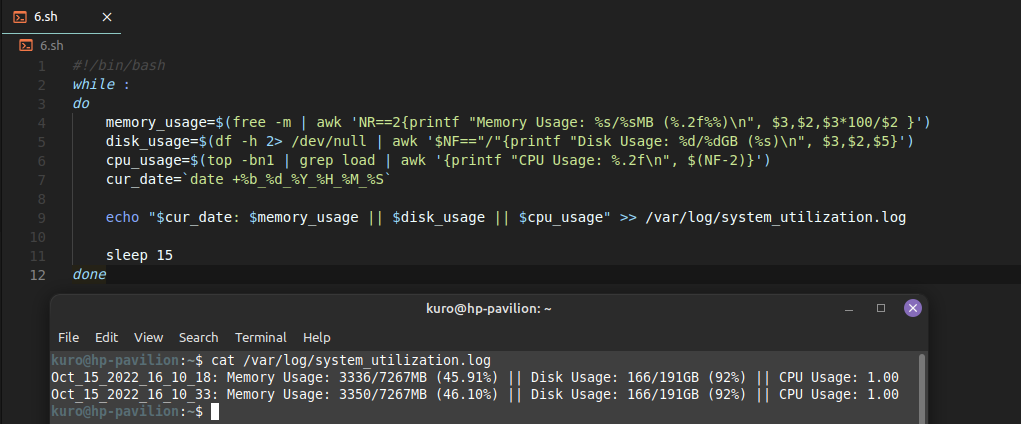 6.sh
6.sh
1 #!/bin/bash
2 while :
3 do
4 memory_usage=$(free -m | awk 'NR==2{printf "Memory Usage: %s/%sMB (%.2f%%)\n", $3,$2,$3*100/$2 }')
5 disk_usage=$(df -h 2> /dev/null | awk '$NF=="/"{printf "Disk Usage: %d/%dGB (%s)\n", $3,$2,$5}')
6 cpu_usage=$(top -bn1 | grep load | awk '{printf "CPU Usage: %.2f\n", $(NF-2)}')
7 cur_date=`date +%b_%d_%Y_%H_%M_%S`
8
9 echo "$cur_date: $memory_usage || $disk_usage || $cpu_usage" >> /var/log/system_utilization.log
10
11 sleep 15
12 done
kuro@hp-pavilion: ~
File Edit View Search Terminal Help
kuro@hp-pavilion:~$ cat /var/log/system_utilization.log
Oct_15_2022_16_10_18: Memory Usage: 3336/7267MB (45.91%) || Disk Usage: 166/191GB (92%) || CPU Usage: 1.00
Oct_15_2022_16_10_33: Memory Usage: 3350/7267MB (46.10%) || Disk Usage: 166/191GB (92%) || CPU Usage: 1.00
kuro@hp-pavilion:~$